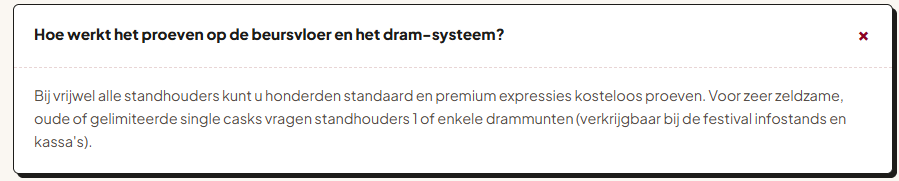 Hoe werkt het proeven op de beursvloer en het dram-systeem?
Bij vrijwel alle standhouders kunt u honderden standaard en premium expressies kosteloos proeven. Voor zeer zeldzame,
oude of gelimiteerde single casks vragen standhouders 1 of enkele drammunten (verkrijgbaar bij de festival infostands en
kassa's).